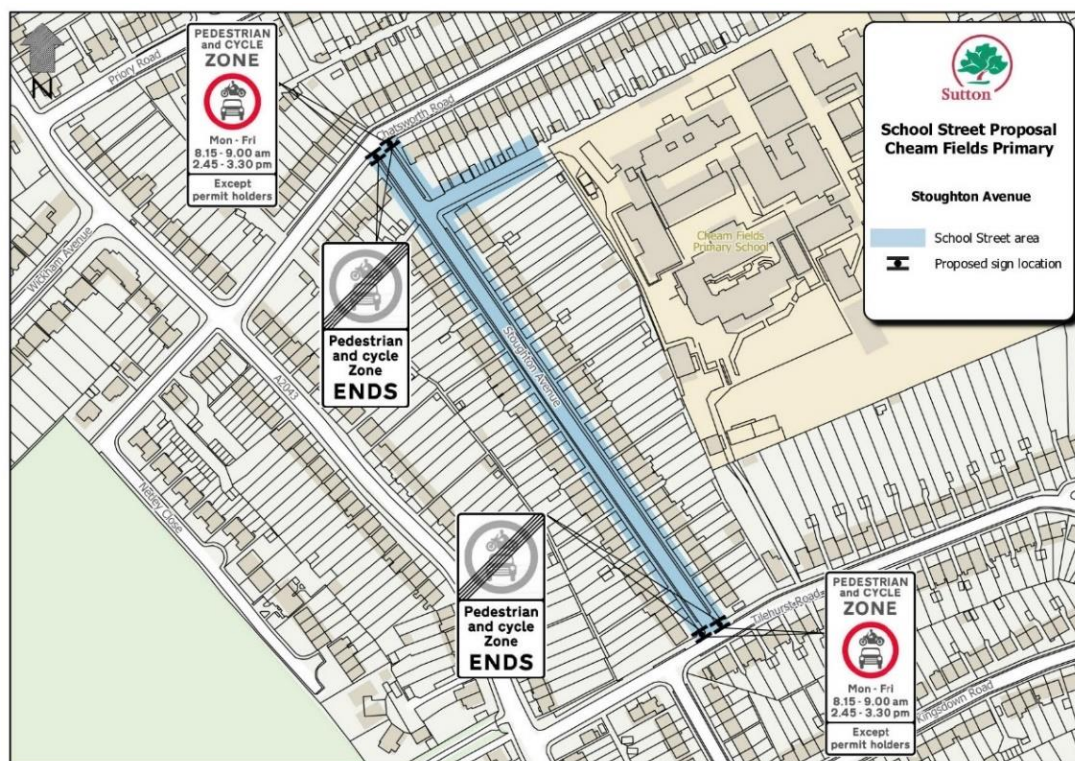 N
Priory Road
PEDESTRIAN
and CYCLE
ZONE
Mon - Fri
8.15 - 9.00 am
2.45 - 3.30 pm
Except
permit holders
Chatsworth Road
Wickham Avenue
Pedestrian
and cycle
Zone
ENDS
A2043
Stoughton Avenue
Cheam Fields
Primary School
Sutton
School Street Proposal
Cheam Fields Primary
Stoughton Avenue
School Street area
Proposed sign location
Netley Close
Pedestrian
and cycle
Zone
ENDS
Tilehurst Road
PEDESTRIAN
and CYCLE
ZONE
Mon - Fri
8.15 - 9.00 am
2.45 - 3.30 pm
Except
permit holders
Kingsdown Road